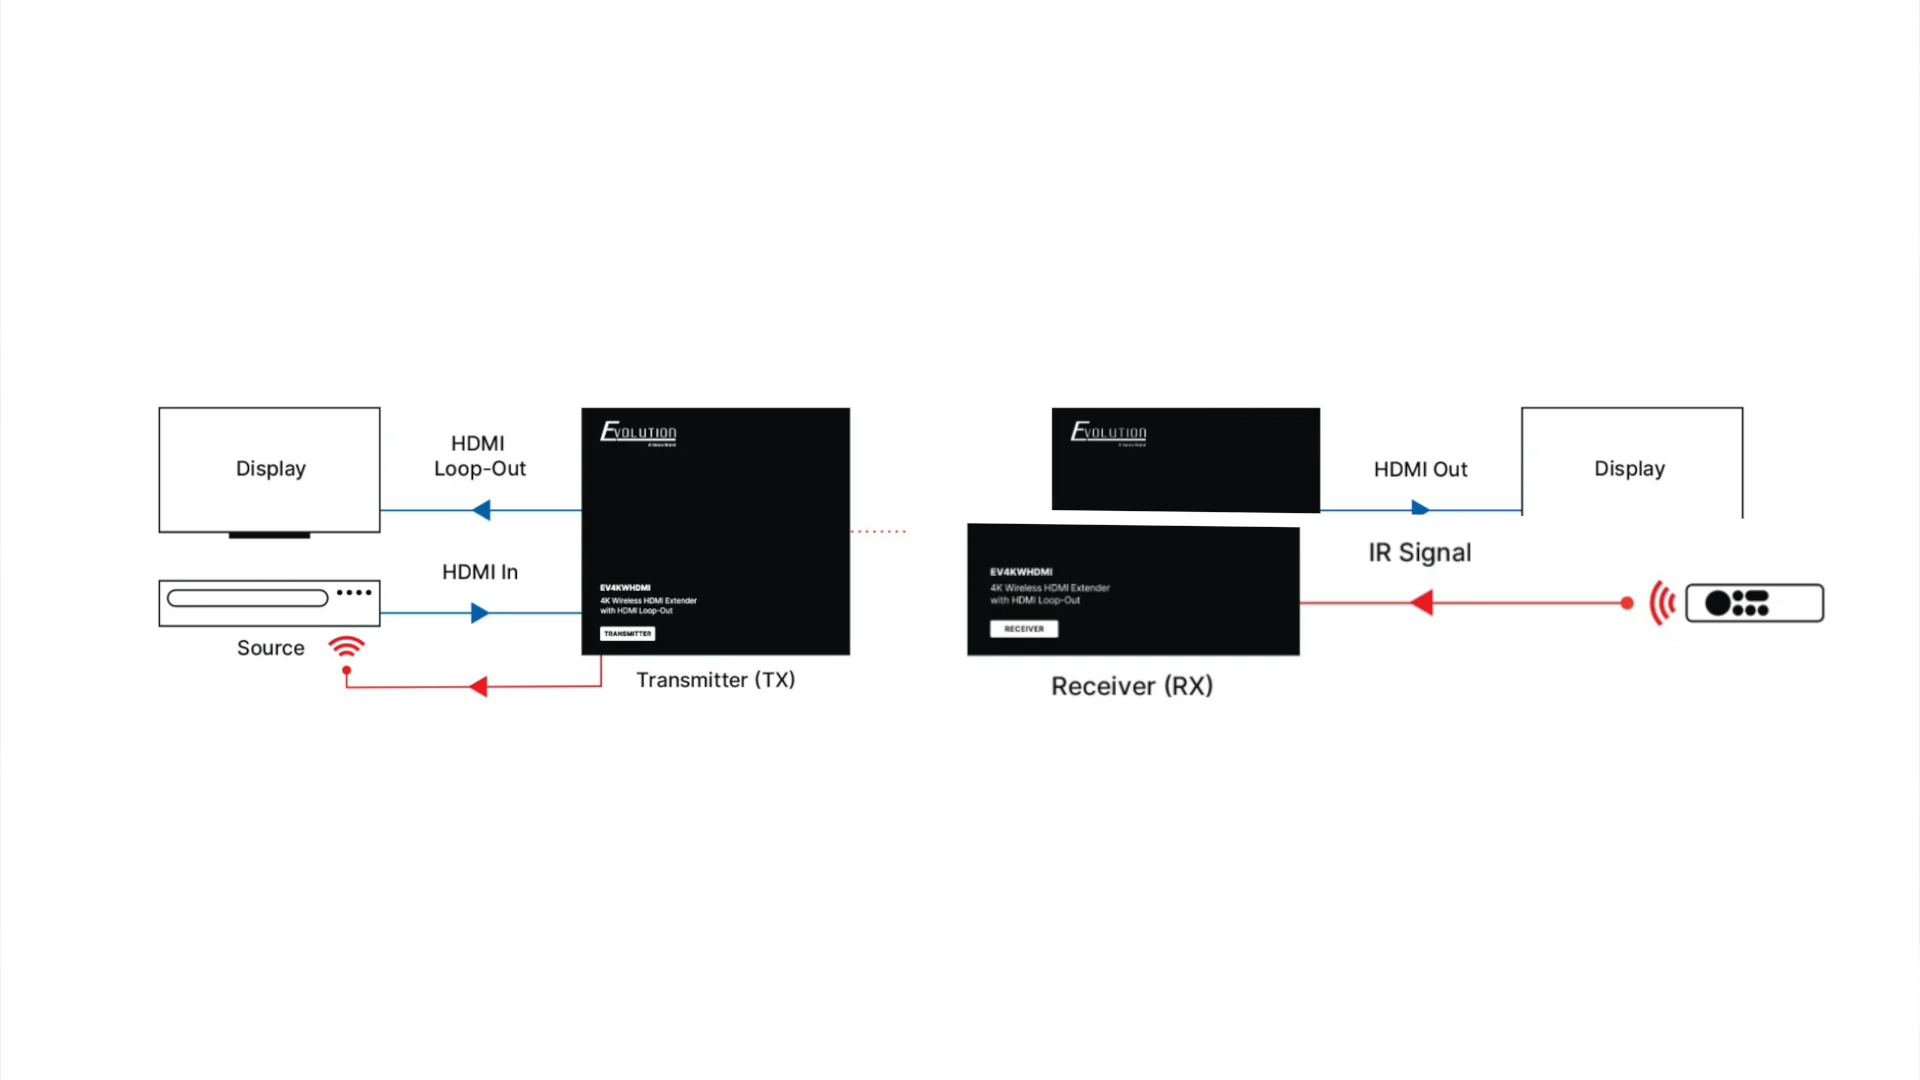 Display
HDMI
Loop-Out
HDMI In
Source
EVOLUTION
EV4KWHDMI
4K Wireless HDMI Extender
with HDMI Loop-Out
TRANSMITTER
Transmitter (TX)
EVOLUTION
EV4KWHDMI
4K Wireless HDMI Extender
with HDMI Loop-Out
RECEIVER
Receiver (RX)
HDMI Out
Display
IR Signal